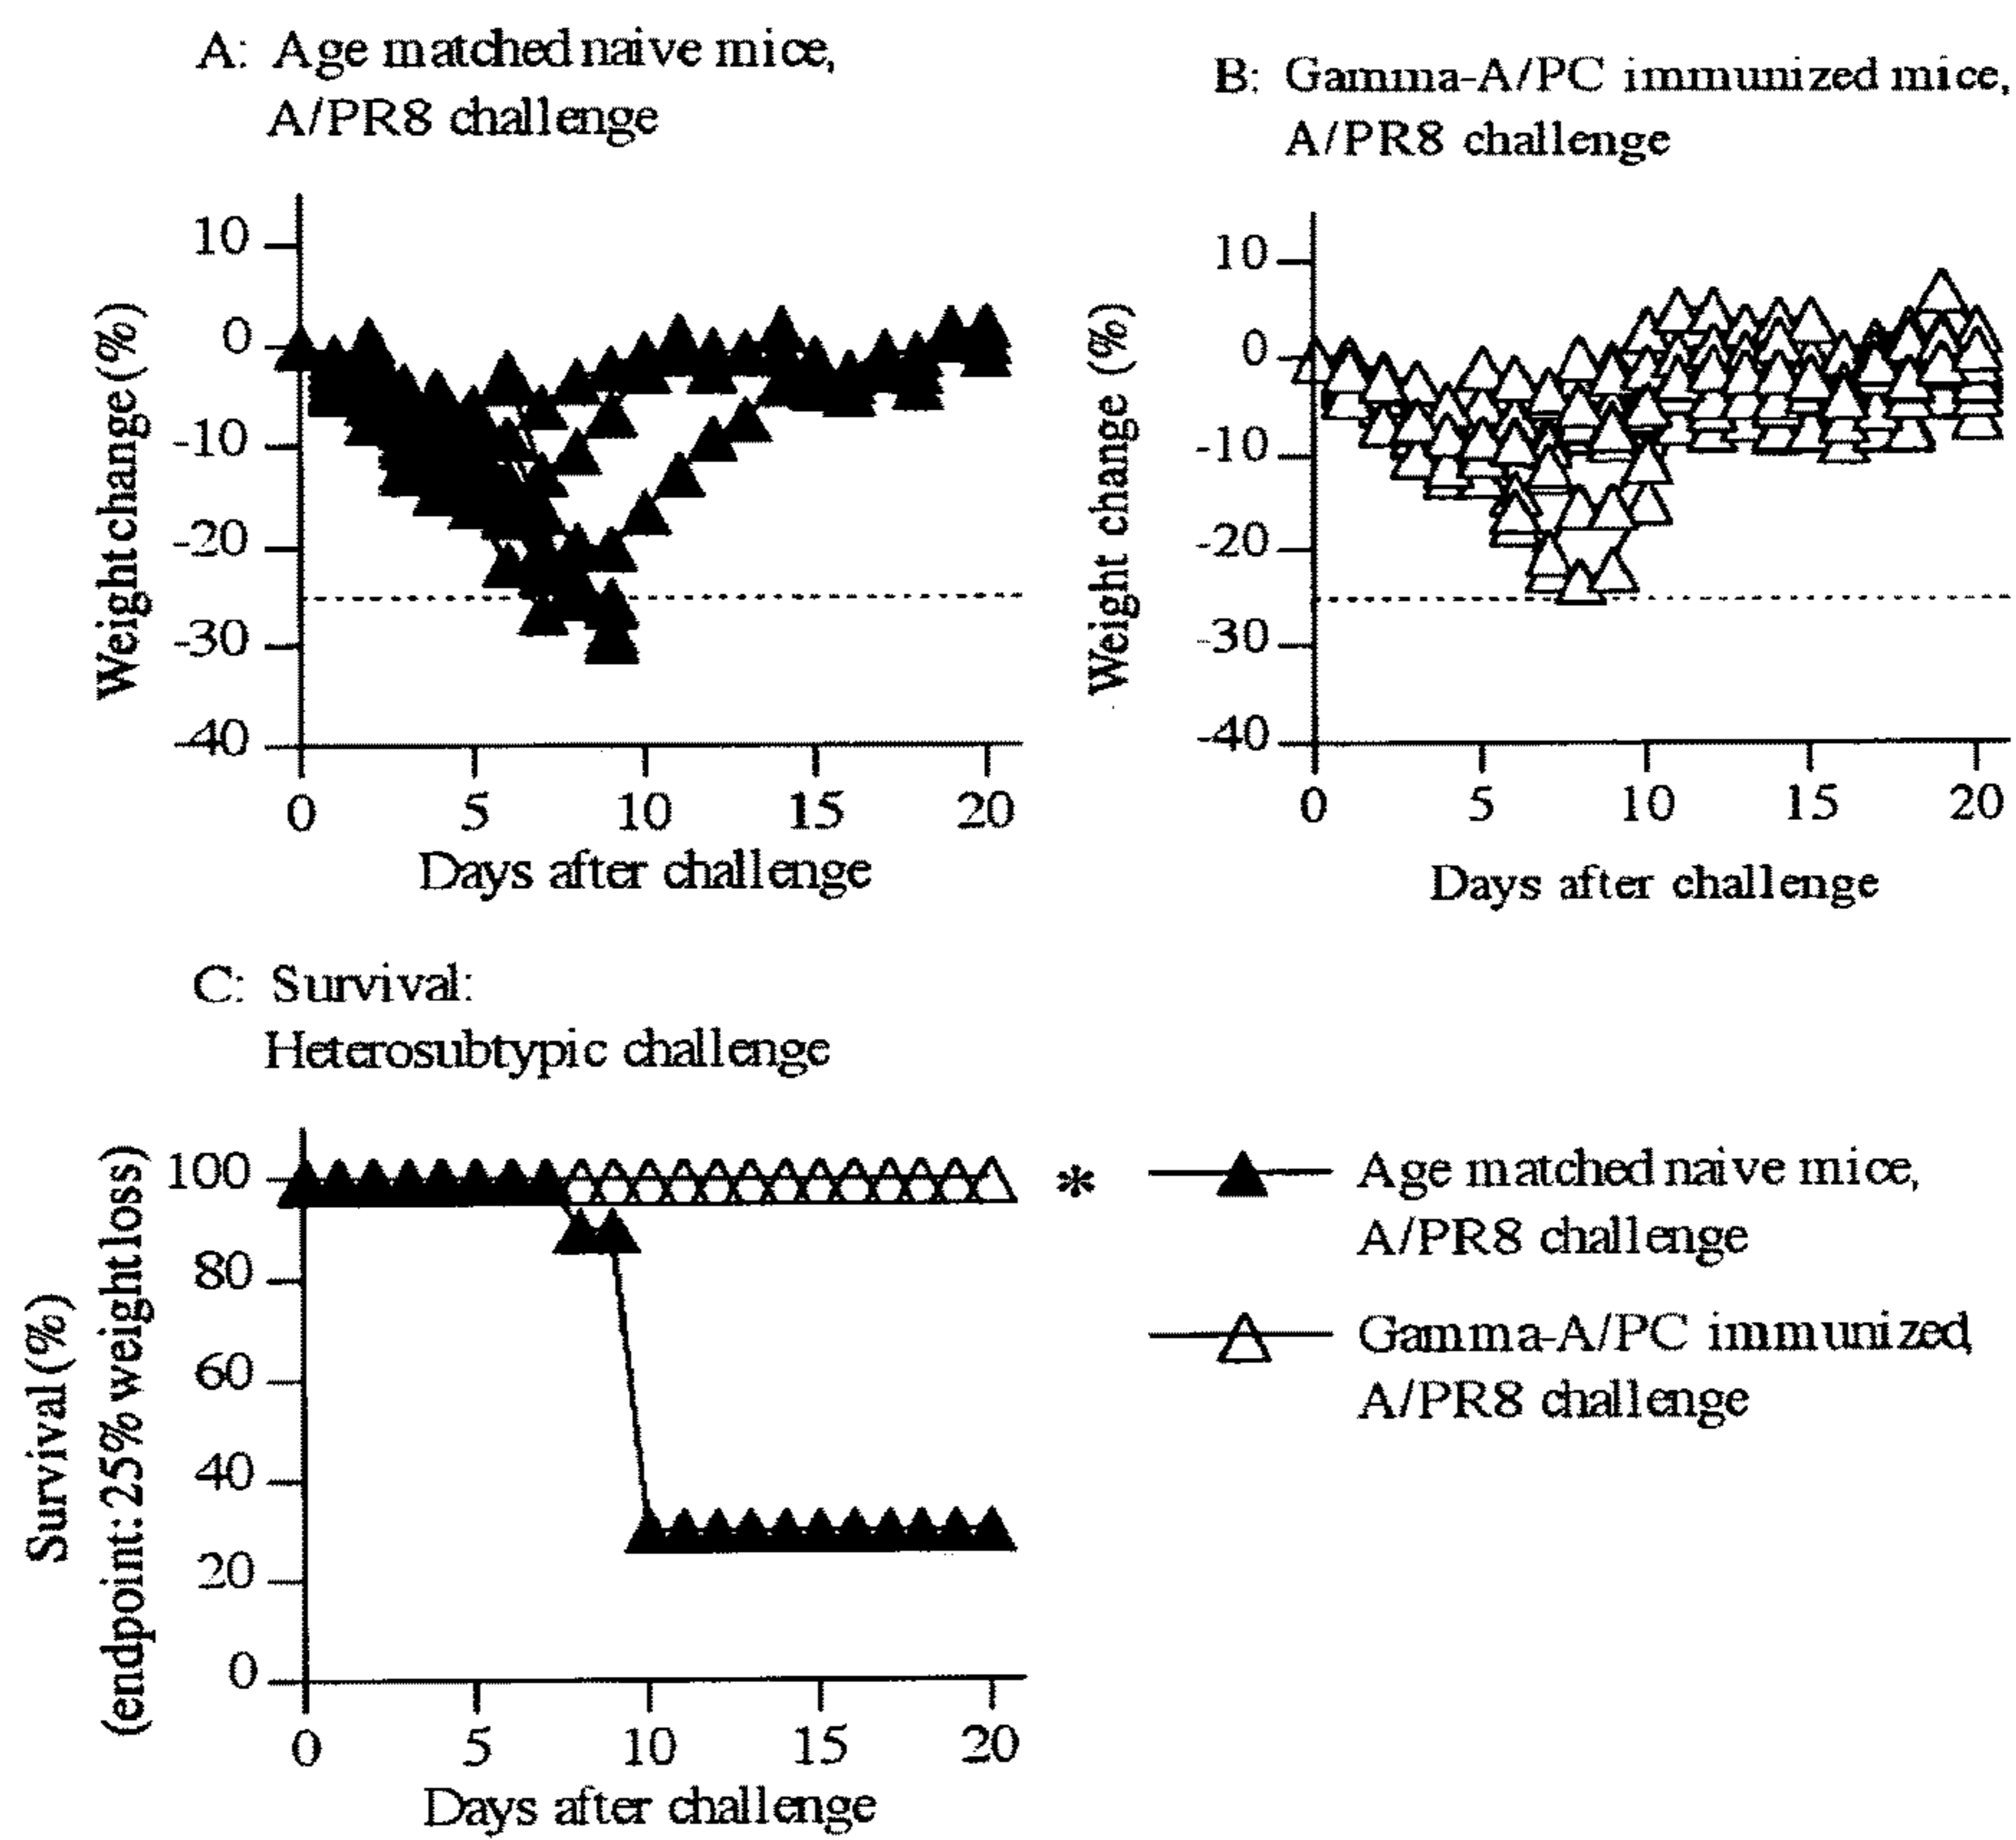 A: Age matched naive mice,
A/PR8 challenge
10
0
-10
-20
-30
-40
Weight change (%)
0 5 10 15 20
Days after challenge
B: Gamma-A/PC immunized mice,
A/PR8 challenge
10
0
-10
-20
-30
-40
Weight change (%)
0 5 10 15 20
Days after challenge
C: Survival:
Heterosubtypic challenge
Survival (%)
(endpoint: 25% weight loss)
100
80
60
40
20
0
0 5 10 15 20
Days after challenge
*
Age matched naive mice,
A/PR8 challenge
Gamma-A/PC immunized,
A/PR8 challenge